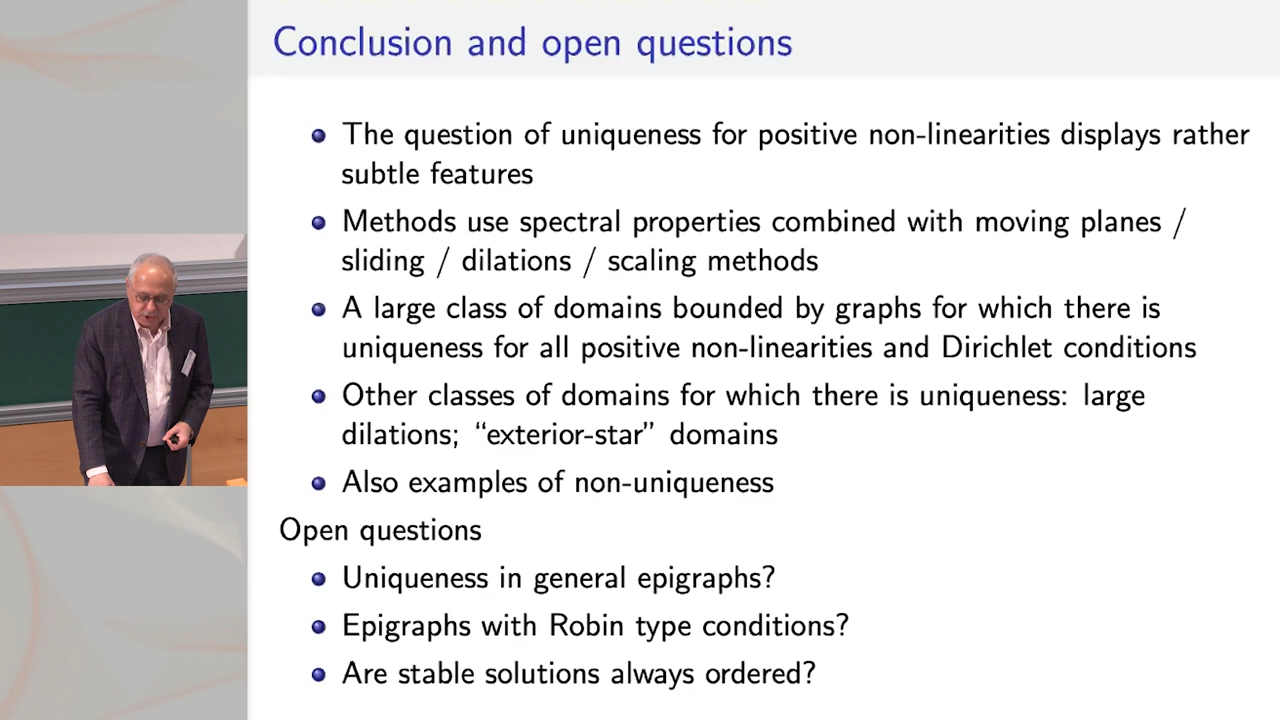 Conclusion and open questions
The question of uniqueness for positive non-linearities displays rather
subtle features
Methods use spectral properties combined with moving planes /
sliding / dilations / scaling methods
A large class of domains bounded by graphs for which there is
uniqueness for all positive non-linearities and Dirichlet conditions
Other classes of domains for which there is uniqueness: large
dilations; “exterior-star” domains
Also examples of non-uniqueness
Open questions
Uniqueness in general epigraphs?
Epigraphs with Robin type conditions?
Are stable solutions always ordered?